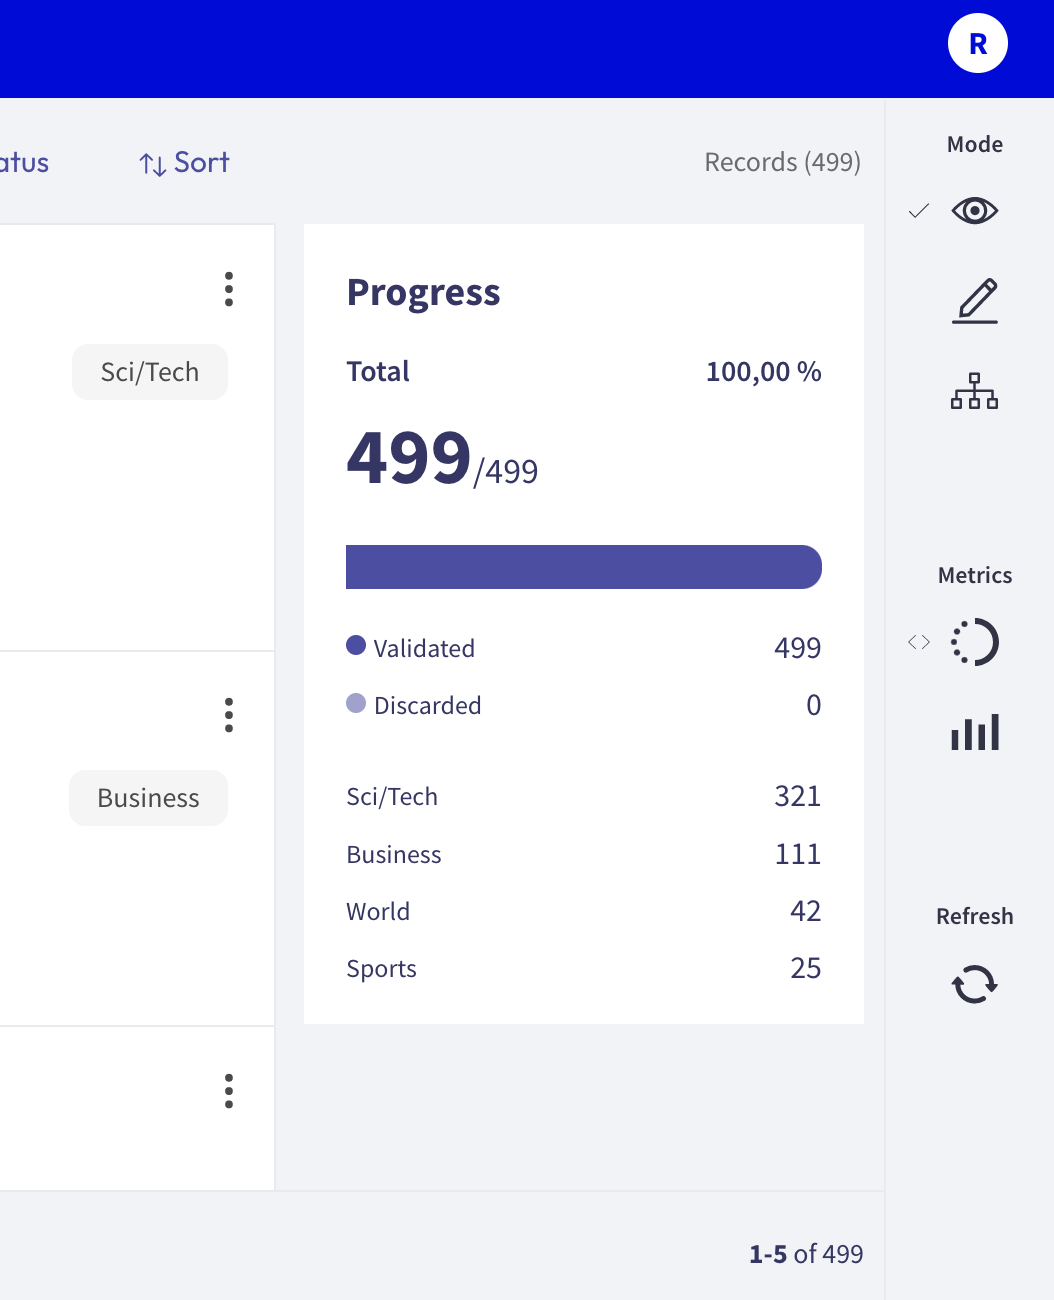 R
Sort
Records (499)
Mode
Progress
Total 100,00 %
Sci/Tech
499/499
Metrics
Validated 499
Discarded 0
Business
Sci/Tech 321
Business 111
World 42
Sports 25
Refresh
1-5 of 499